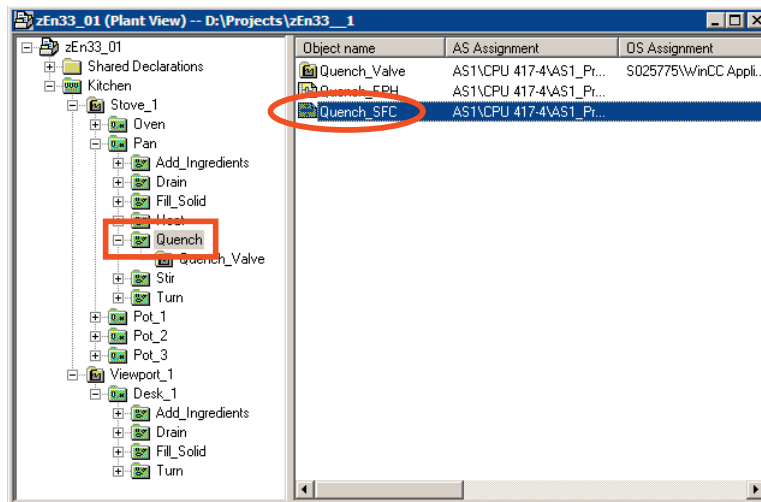 zEn33_01 (Plant View) -- D:\Projects\zEn33__1
zEn33_01
Shared Declarations
Kitchen
Stove_1
Oven
Pan
Add_Ingredients
Drain
Fill_Solid
Heat
Quench
Quench_Valve
Stir
Turn
Pot_1
Pot_2
Pot_3
Viewport_1
Desk_1
Add_Ingredients
Drain
Fill_Solid
Turn
Object name AS Assignment OS Assignment
Quench_Valve AS1\CPU 417-4\AS1_Pr... S025775\WinCC Appli..
Quench_EPH AS1\CPU 417-4\AS1_Pr...
Quench_SFC AS1\CPU 417-4\AS1_Pr...